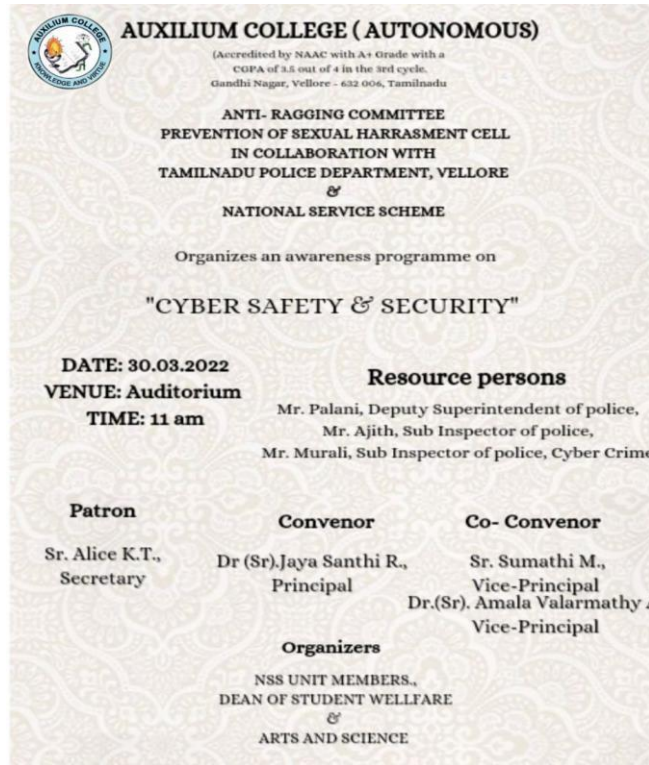 AUXILIUM COLLEGE
KNOWLEDGE AND VIRTUE
AUXILIUM COLLEGE ( AUTONOMOUS)
(Accredited by NAAC with A+ Grade with a
CGPA of 3.5 out of 4 in the 3rd cycle.
Gandhi Nagar, Vellore - 632 006, Tamilnadu
ANTI- RAGGING COMMITTEE
PREVENTION OF SEXUAL HARRASMENT CELL
IN COLLABORATION WITH
TAMILNADU POLICE DEPARTMENT, VELLORE
&
NATIONAL SERVICE SCHEME
Organizes an awareness programme on
"CYBER SAFETY & SECURITY"
DATE: 30.03.2022
VENUE: Auditorium
TIME: 11 am
Resource persons
Mr. Palani, Deputy Superintendent of police,
Mr. Ajith, Sub Inspector of police,
Mr. Murali, Sub Inspector of police, Cyber Crime
Patron
Sr. Alice K.T.,
Secretary
Convenor
Dr (Sr).Jaya Santhi R.,
Principal
Co- Convenor
Sr. Sumathi M.,
Vice-Principal
Dr.(Sr). Amala Valarmathy A
Vice-Principal
Organizers
NSS UNIT MEMBERS.,
DEAN OF STUDENT WELLFARE
&
ARTS AND SCIENCE